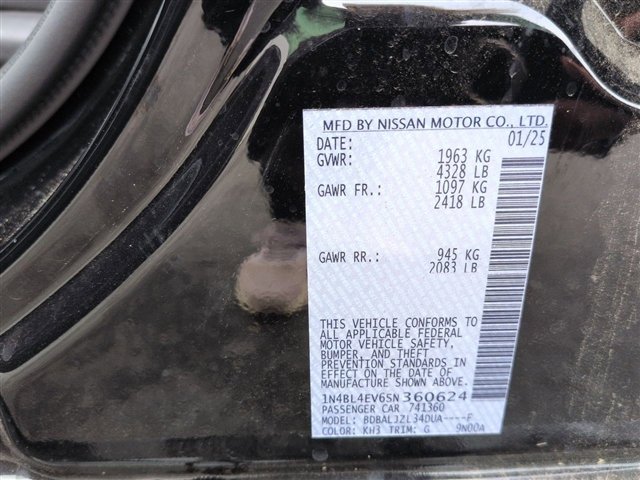 MFD BY NISSAN MOTOR CO., LTD.
DATE: 01/25
GVWR: 1963 KG
4328 LB
GAWR FR.: 1097 KG
2418 LB
GAWR RR.: 945 KG
2083 LB
THIS VEHICLE CONFORMS TO
ALL APPLICABLE FEDERAL
MOTOR VEHICLE SAFETY,
BUMPER, AND THEFT
PREVENTION STANDARDS IN
EFFECT ON THE DATE OF
MANUFACTURE SHOWN ABOVE.
1N4BL4EV6SN360624
PASSENGER CAR 741360
MODEL: BDBALJZL34DUA----F
COLOR: KH3 TRIM: G 9N00A